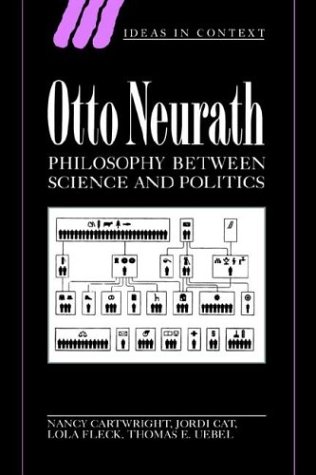 IDEAS IN CONTEXT
Otto Neurath
PHILOSOPHY BETWEEN
SCIENCE AND POLITICS
NANCY CARTWRIGHT, JORDI CAT,
LOLA FLECK, THOMAS E. UEBEL